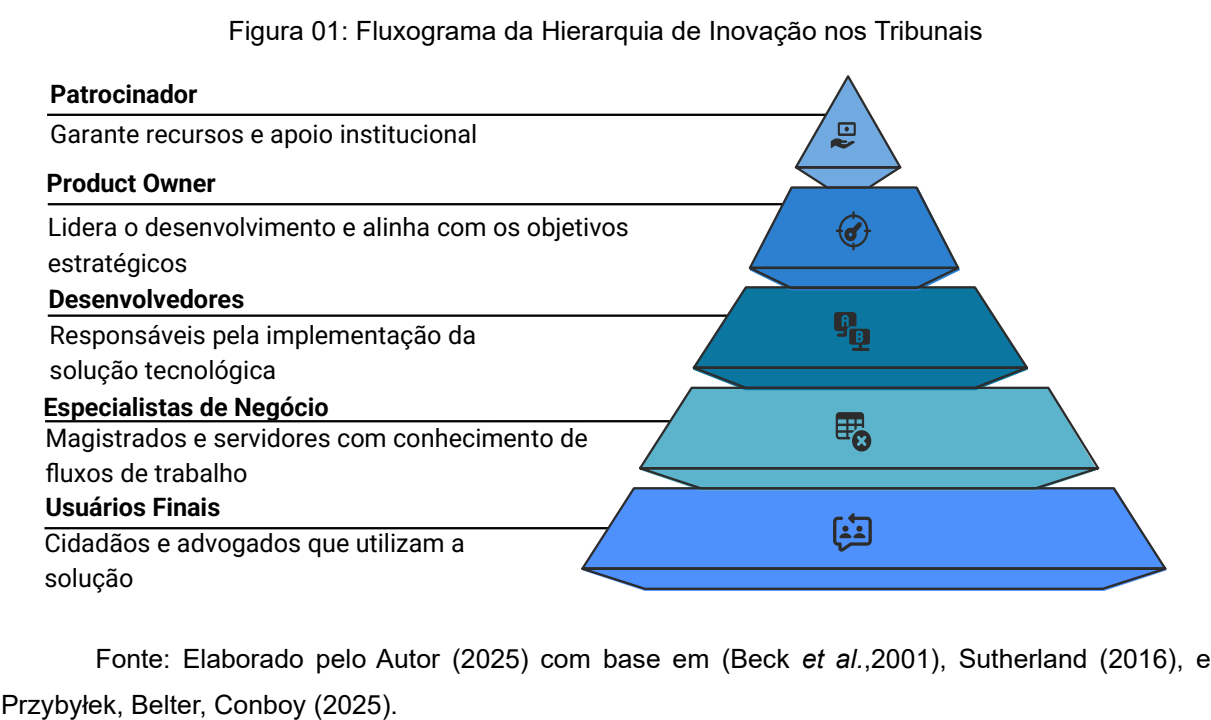 Figura 01: Fluxograma da Hierarquia de Inovação nos Tribunais
Patrocinador
Garante recursos e apoio institucional
Product Owner
Lidera o desenvolvimento e alinha com os objetivos
estratégicos
Desenvolvedores
Responsáveis pela implementação da
solução tecnológica
Especialistas de Negócio
Magistrados e servidores com conhecimento de
fluxos de trabalho
Usuários Finais
Cidadãos e advogados que utilizam a
solução
A
B
Fonte: Elaborado pelo Autor (2025) com base em (Beck et al.,2001), Sutherland (2016), e
Przybyłek, Belter, Conboy (2025).